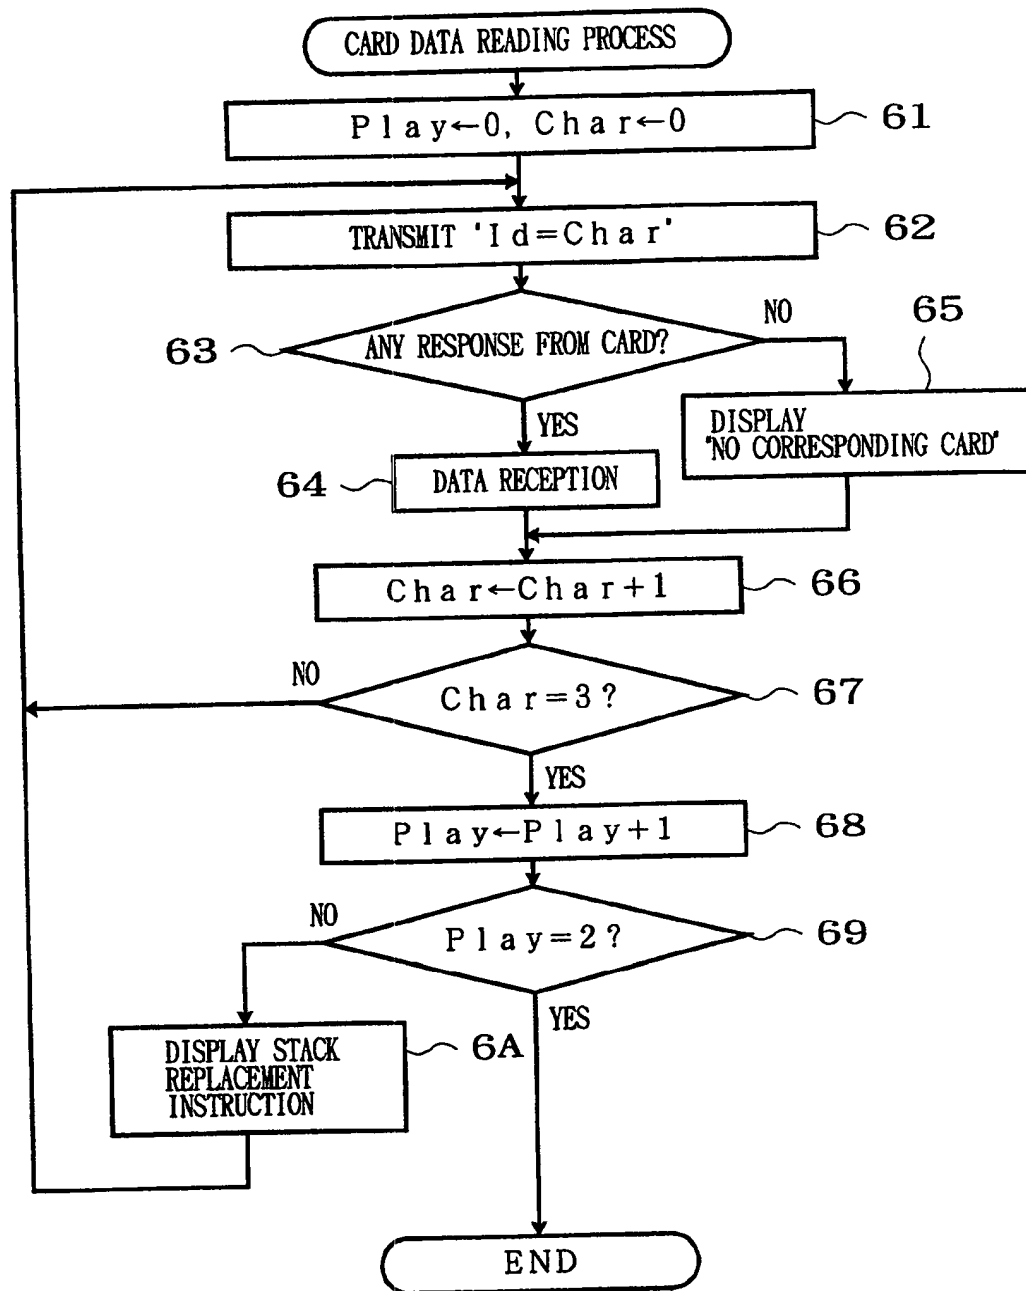 CARD DATA READING PROCESS
Play←0, Char←0
61
TRANSMIT 'Id=Char'
62
ANY RESPONSE FROM CARD?
63
NO
65
DISPLAY
"NO CORRESPONDING CARD"
YES
64
DATA RECEPTION
Char←Char+1
66
NO
Char=3?
67
YES
Play←Play+1
68
NO
Play=2?
69
YES
DISPLAY STACK
REPLACEMENT
INSTRUCTION
6A
END